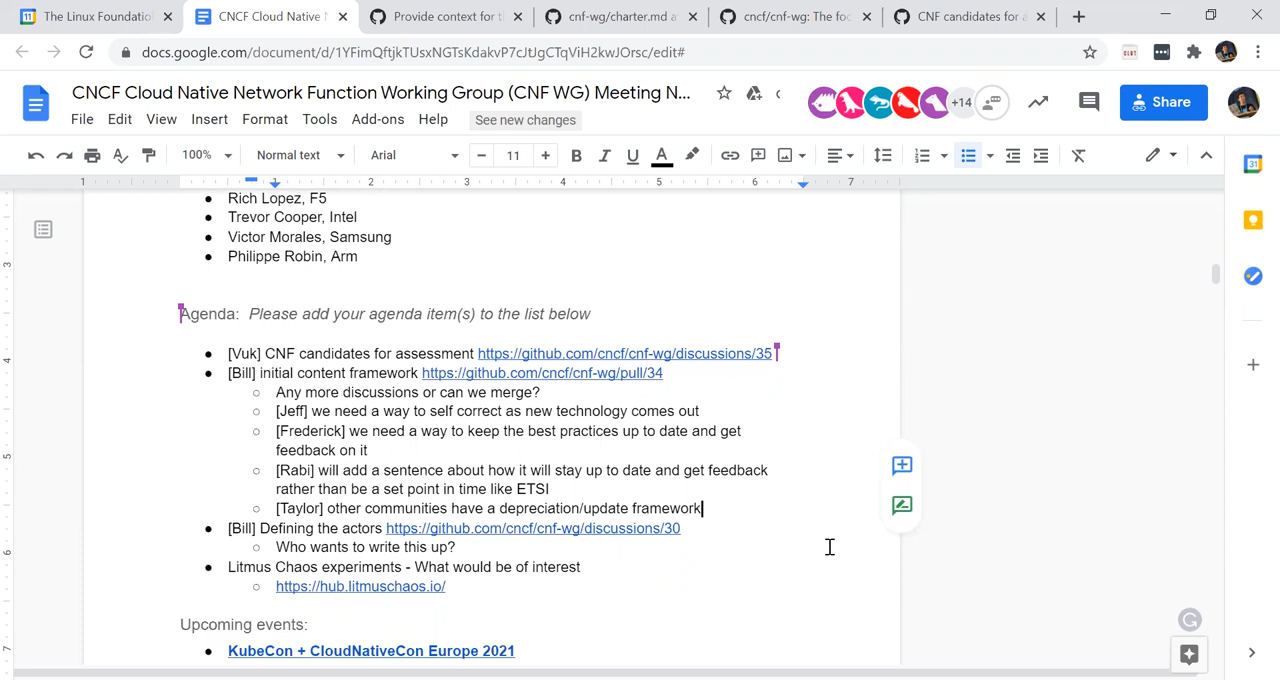 The Linux Foundatio
CNCF Cloud Native N
Provide context for t
cnf-wg/charter.md a
cncf/cnf-wg: The foc
CNF candidates for a
docs.google.com/document/d/1YFimQftjkTUsxNGTsKdakvP7cJtJgCTqViH2kwJOrsc/edit#
CNCF Cloud Native Network Function Working Group (CNF WG) Meeting N...
+14
Share
File Edit View Insert Format Tools Add-ons Help See new changes
100% Normal text Arial 11
1 1 2 3 4 5 6 7
Rich Lopez, F5
Trevor Cooper, Intel
Victor Morales, Samsung
Philippe Robin, Arm
Agenda: Please add your agenda item(s) to the list below
[Vuk] CNF candidates for assessment https://github.com/cncf/cnf-wg/discussions/35
[Bill] initial content framework https://github.com/cncf/cnf-wg/pull/34
Any more discussions or can we merge?
[Jeff] we need a way to self correct as new technology comes out
[Frederick] we need a way to keep the best practices up to date and get
feedback on it
[Rabi] will add a sentence about how it will stay up to date and get feedback
rather than be a set point in time like ETSI
[Taylor] other communities have a depreciation/update framework
[Bill] Defining the actors https://github.com/cncf/cnf-wg/discussions/30
Who wants to write this up?
Litmus Chaos experiments - What would be of interest
https://hub.litmuschaos.io/
Upcoming events:
KubeCon + CloudNativeCon Europe 2021